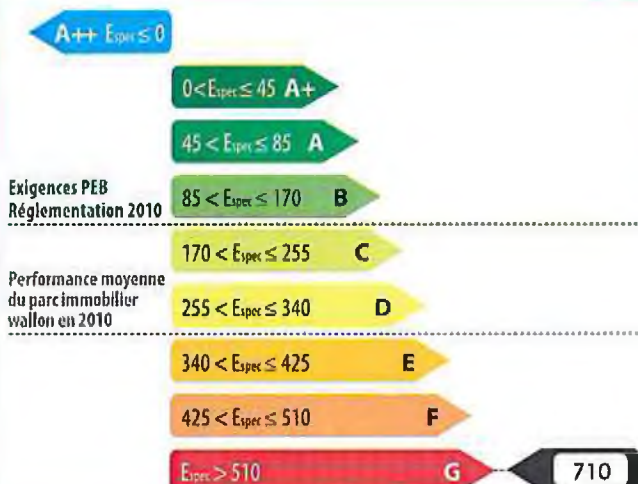 A++ Espec ≤ 0
0 < Espec ≤ 45 A+
45 < Espec ≤ 85 A
Exigences PEB
Réglementation 2010
85 < Espec ≤ 170 B
170 < Espec ≤ 255 C
Performance moyenne
du parc immobilier
wallon en 2010
255 < Espec ≤ 340 D
340 < Espec ≤ 425 E
425 < Espec ≤ 510 F
Espec > 510 G 710